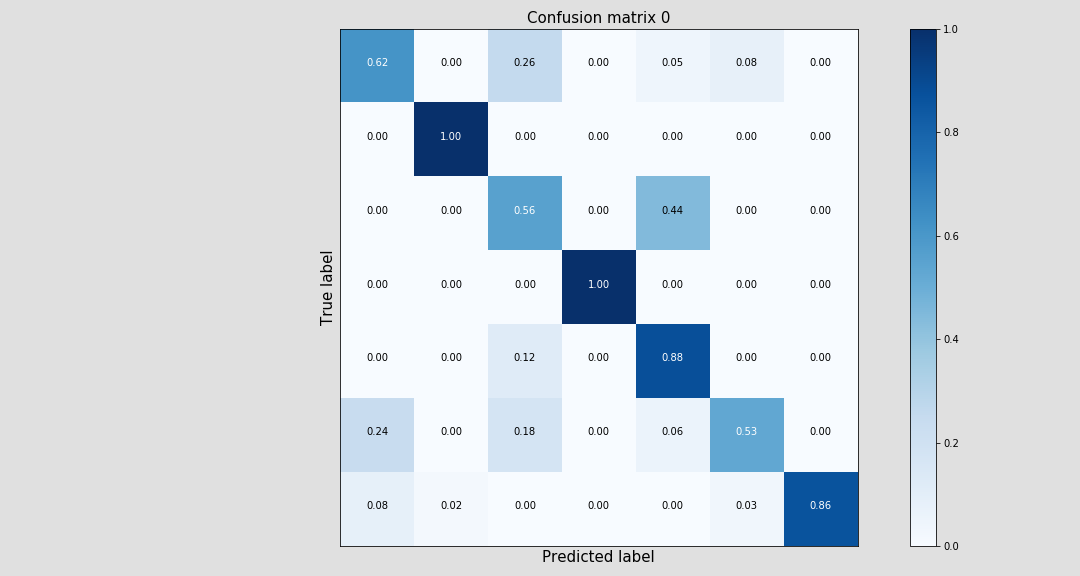 Confusion matrix 0
True label
0.62 0.00 0.26 0.00 0.05 0.08 0.00
0.00 1.00 0.00 0.00 0.00 0.00 0.00
0.00 0.00 0.56 0.00 0.44 0.00 0.00
0.00 0.00 0.00 1.00 0.00 0.00 0.00
0.00 0.00 0.12 0.00 0.88 0.00 0.00
0.24 0.00 0.18 0.00 0.06 0.53 0.00
0.08 0.02 0.00 0.00 0.00 0.03 0.86
Predicted label
1.0
0.8
0.6
0.4
0.2
0.0